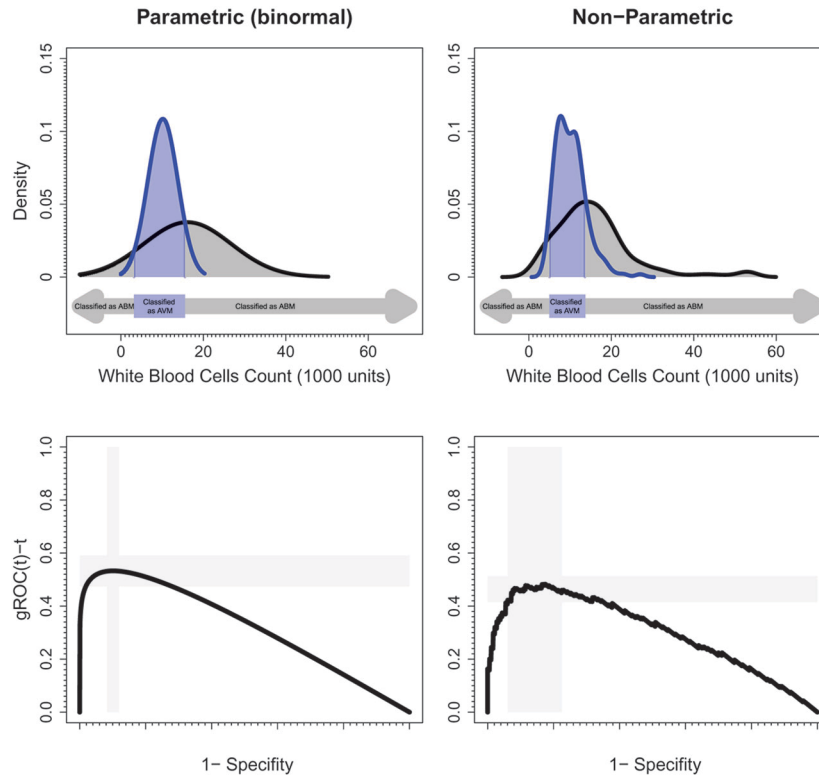 Parametric (binormal)
Non−Parametric
0.15
0.1
0.05
0
Density
Classified as ABM
Classified
as AVM
Classified as ABM
0
20
40
60
White Blood Cells Count (1000 units)
0.15
0.1
0.05
0
Classified as ABM
Classified
as AVM
Classified as ABM
0
20
40
60
White Blood Cells Count (1000 units)
1.0
0.8
0.6
0.4
0.2
0.0
gROC(t)−t
1− Specifity
1.0
0.8
0.6
0.4
0.2
0.0
1− Specifity